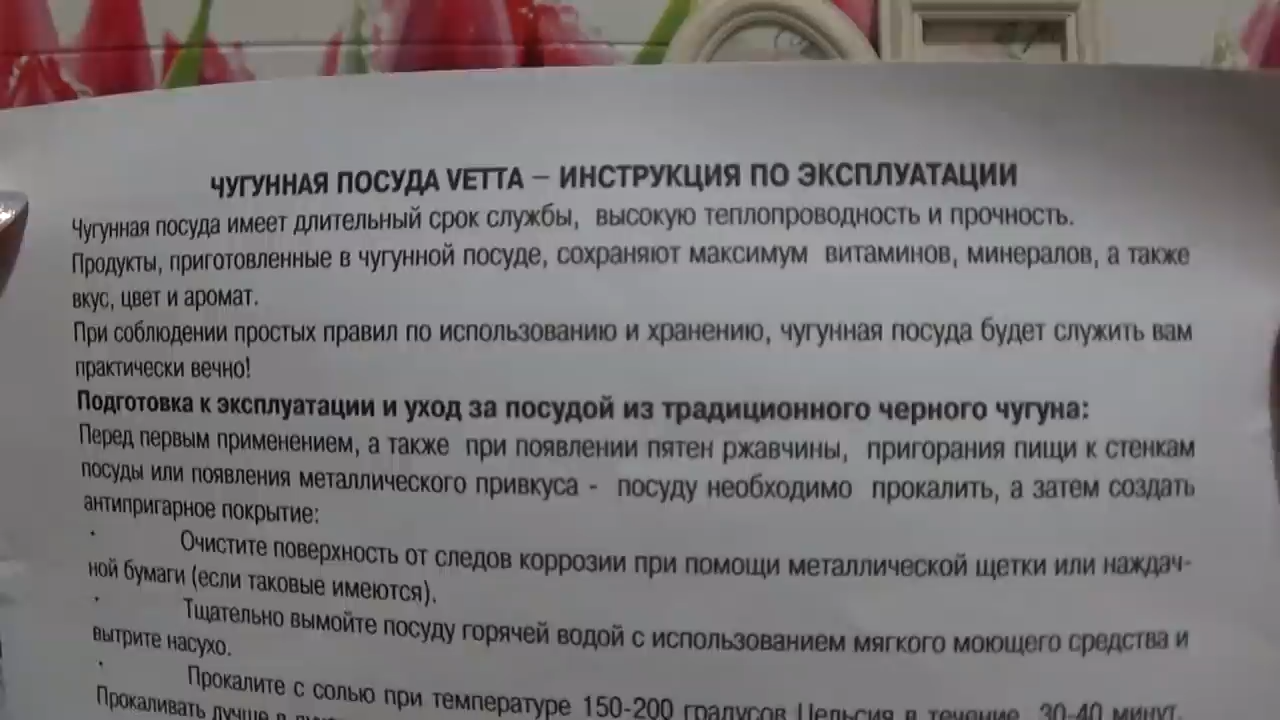 ЧУГУННАЯ ПОСУДА VETTA – ИНСТРУКЦИЯ ПО ЭКСПЛУАТАЦИИ
Чугунная посуда имеет длительный срок службы, высокую теплопроводность и прочность.
Продукты, приготовленные в чугунной посуде, сохраняют максимум витаминов, минералов, а также
вкус, цвет и аромат.
При соблюдении простых правил по использованию и хранению, чугунная посуда будет служить вам
практически вечно!
Подготовка к эксплуатации и уход за посудой из традиционного черного чугуна:
Перед первым применением, а также при появлении пятен ржавчины, пригорания пищи к стенкам
посуды или появления металлического привкуса - посуду необходимо прокалить, а затем создать
антипригарное покрытие:
· Очистите поверхность от следов коррозии при помощи металлической щетки или наждач-
ной бумаги (если таковые имеются).
· Тщательно вымойте посуду горячей водой с использованием мягкого моющего средства и
вытрите насухо.
· Прокалите с солью при температуре 150-200 градусов Цельсия в течение 30-40 минут.
Прокаливать лучше в